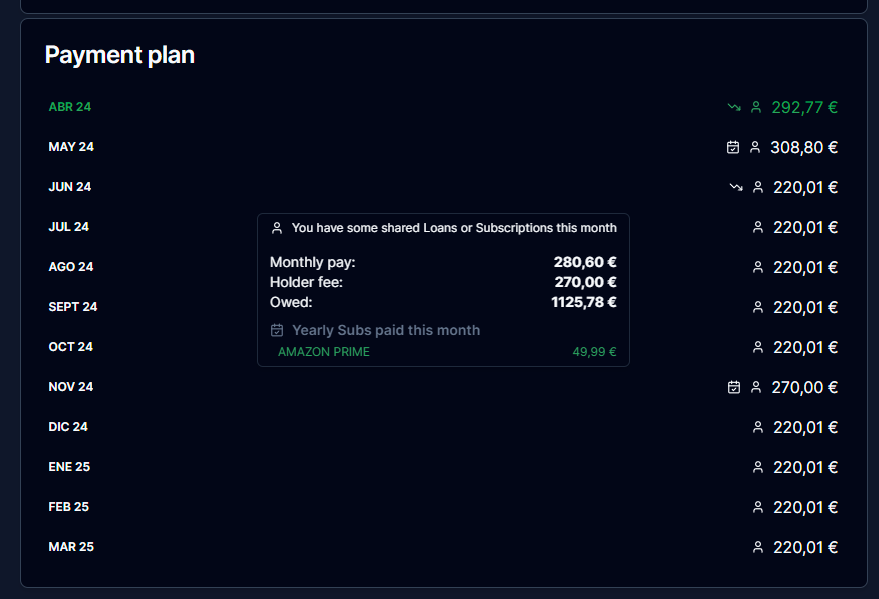 Payment plan
ABR 24 292,77 €
MAY 24 308,80 €
JUN 24 220,01 €
JUL 24 220,01 €
AGO 24 220,01 €
SEPT 24 220,01 €
OCT 24 220,01 €
NOV 24 270,00 €
DIC 24 220,01 €
ENE 25 220,01 €
FEB 25 220,01 €
MAR 25 220,01 €
You have some shared Loans or Subscriptions this month
Monthly pay: 280,60 €
Holder fee: 270,00 €
Owed: 1125,78 €
Yearly Subs paid this month
AMAZON PRIME 49,99 €